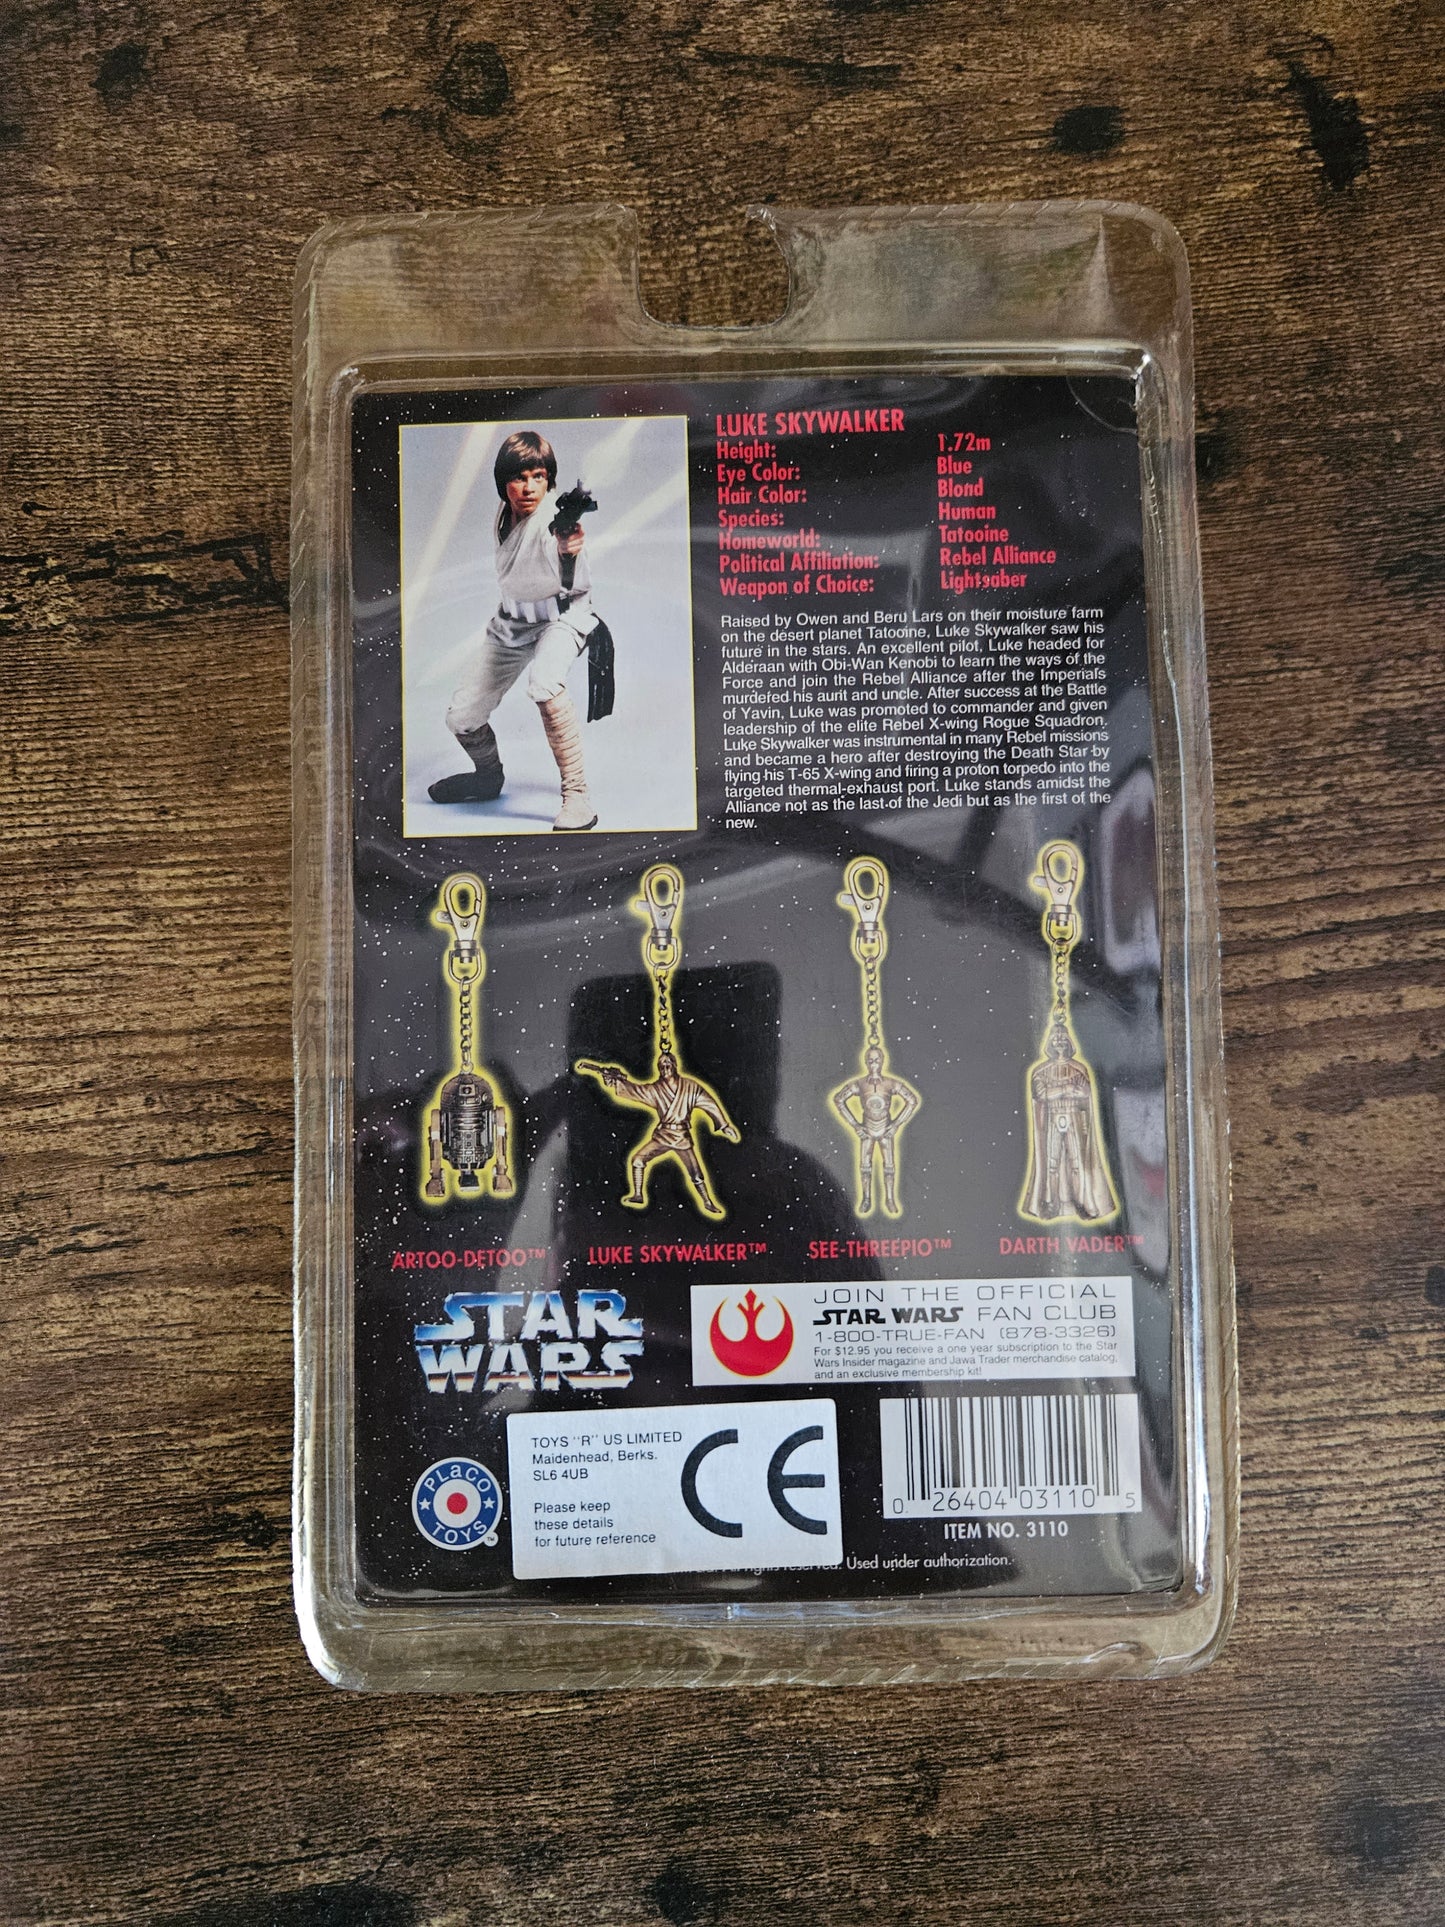 LUKE SKYWALKER
Height: 1.72m
Eye Color: Blue
Hair Color: Blond
Species: Human
Homeworld: Tatooine
Political Affiliation: Rebel Alliance
Weapon of Choice: Lightsaber
Raised by Owen and Beru Lars on their moisture farm
on the desert planet Tatooine, Luke Skywalker saw his
future in the stars. An excellent pilot, Luke headed for
Alderaan with Obi-Wan Kenobi to learn the ways of the
Force and join the Rebel Alliance after the Imperials
murdered his aunt and uncle. After success at the Battle
of Yavin, Luke was promoted to commander and given
leadership of the elite Rebel X-wing Rogue Squadron.
Luke Skywalker was instrumental in many Rebel missions
and became a hero after destroying the Death Star by
flying his T-65 X-wing and firing a proton torpedo into the
targeted thermal-exhaust port. Luke stands amidst the
Alliance not as the last of the Jedi but as the first of the
new.
ARTOO-DETOO™ LUKE SKYWALKER™ SEE-THREEPIO™ DARTH VADER™
STAR
WARS
JOIN THE OFFICIAL
STAR WARS FAN CLUB
1-800-TRUE-FAN (878-3326)
For $12.95 you receive a one year subscription to the Star
Wars Insider magazine and Jawa Trader merchandise catalog,
and an exclusive membership kit!
PLaCO
TOYS™
TOYS "R" US LIMITED
Maidenhead, Berks.
SL6 4UB
Please keep
these details
for future reference
CE
0 26404 03110 5
ITEM NO. 3110
All rights reserved. Used under authorization.